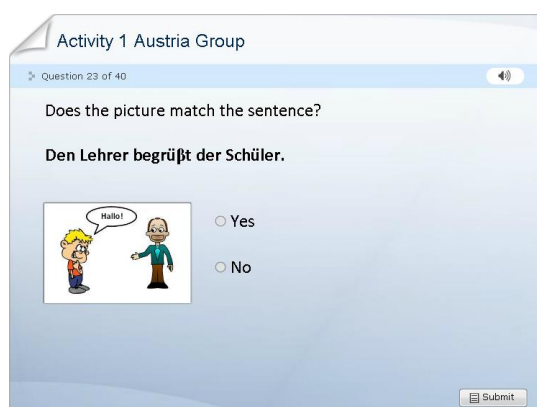 Activity 1 Austria Group
Question 23 of 40
Does the picture match the sentence?
Den Lehrer begrüβt der Schüler.
Hallo!
Yes
No
Submit